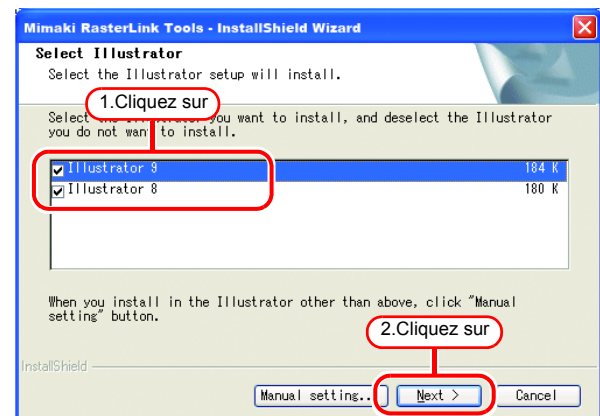 Mimaki RasterLink Tools - InstallShield Wizard
Select Illustrator
Select the Illustrator setup will install.
1.Cliquez sur
Select you want to install, and deselect the Illustrator
you do not want to install.
Illustrator 9 184 K
Illustrator 8 180 K
When you install in the Illustrator other than above, click "Manual
setting" button.
2.Cliquez sur
InstallShield
Manual setting.. Next > Cancel